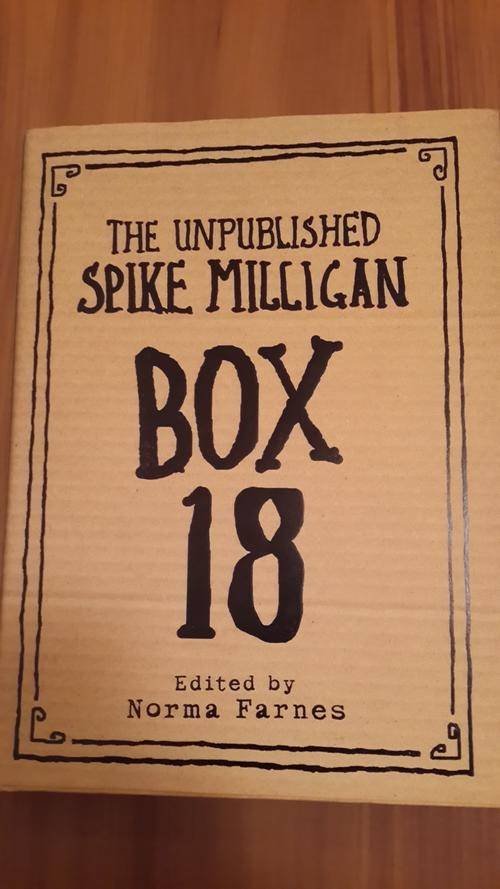 THE UNPUBLISHED
SPIKE MILLIGAN
BOX
18
Edited by
Norma Farnes